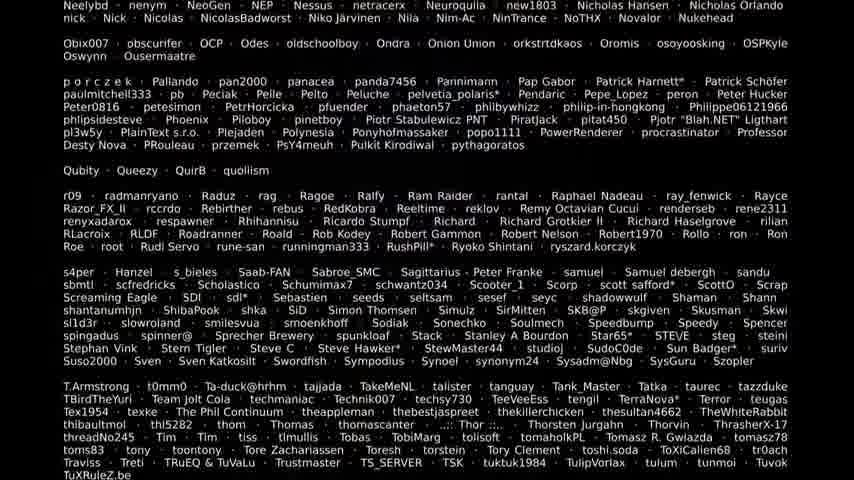 Neelybd · nenym · NeoGen · NEP · Nessus · netracerx · Neuroquila · new1803 · Nicholas Hansen · Nicholas Orlando
nick · Nick · Nicolas · NicolasBadworst · Niko Järvinen · Nila · Nim-Ac · NinTrance · NoTHX · Novalor · Nukehead
Obix007 · obscurifer · OCP · Odes · oldschoolboy · Ondra · Onion Union · orkstrtdkaos · Oromis · osoyoosking · OSPKyle
Oswynn · Ousermaatre
p o r c z e k · Pallando · pan2000 · panacea · panda7456 · Pannimann · Pap Gabor · Patrick Harnett* · Patrick Schöfer
paulmitchell333 · pb · Peciak · Pelle · Pelto · Peluche · pelvetia_polaris* · Pendaric · Pepe_Lopez · peron · Peter Hucker
Peter0816 · petesimon · PetrHorcicka · pfuender · phaeton57 · philbywhizz · philip-in-hongkong · Philippe06121966
phlipsidesteve · Phoenix · Piloboy · pinetboy · Piotr Stabulewicz PNT · PiratJack · pitat450 · Pjotr "Blah.NET" Ligthart
pl3w5y · PlainText s.r.o. · Plejaden · Polynesia · Ponyhofmassaker · popo1111 · PowerRenderer · procrastinator · Professor
Desty Nova · PRouleau · przemek · PsY4meuh · Pulkit Kirodiwal · pythagoratos
Qubity · Queezy · QuirB · quollism
r09 · radmanryano · Raduz · rag · Ragoe · Ralfy · Ram Raider · rantal · Raphael Nadeau · ray_fenwick · Rayce
Razor_FX_II · rccrdo · Rebirther · rebus · RedKobra · Reeltime · reklov · Remy Octavian Cucui · renderseb · rene2311
renyxadarox · respawner · Rhihannisu · Ricardo Stumpf · Richard · Richard Grotkier II · Richard Haselgrove · rilian
RLacroix · RLDF · Roadranner · Roald · Rob Kodey · Robert Gammon · Robert Nelson · Robert1970 · Rollo · ron · Ron
Roe · root · Rudi Servo · rune-san · runningman333 · RushPill* · Ryoko Shintani · ryszard.korczyk
s4per · Hanzel · s_bieles · Saab-FAN · Sabroe_SMC · Sagittarius - Peter Franke · samuel · Samuel debergh · sandu
sbmtl · scfredricks · Scholastico · Schumimax7 · schwantz034 · Scooter_1 · Scorp · scott safford* · ScottO · Scrap
Screaming Eagle · SDI · sdl* · Sebastien · seeds · seltsam · sesef · seyc · shadowwulf · Shaman · Shann
shantanumhjn · ShibaPook · shka · SiD · Simon Thomsen · Simulz · SirMitten · SKB@P · skgiven · Skusman · Skwi
sl1d3r · slowroland · smilesvua · smoenkhoff · Sodiak · Sonechko · Soulmech · Speedbump · Speedy · Spencer
spingadus · spinner@ · Sprecher Brewery · spunkloaf · Stack · Stanley A Bourdon · Star65* · STE\/E · steg · steini
Stephan Vink · Stern Tigler · Steve C · Steve Hawker* · StewMaster44 · studioj · SudoC0de · Sun Badger* · suriv
Suso2000 · Sven · Sven Katkosilt · Swordfish · Sympodius · Synoel · synonym24 · Sysadm@Nbg · SysGuru · Szopler
T.Armstrong · t0mm0 · Ta-duck@hrhm · tajjada · TakeMeNL · talister · tanguay · Tank_Master · Tatka · taurec · tazzduke
TBirdTheYuri · Team Jolt Cola · techmaniac · Technik007 · techsy730 · TeeVeeEss · tengil · TerraNova* · Terror · teugas
Tex1954 · texke · The Phil Continuum · theappleman · thebestjaspreet · thekillerchicken · thesultan4662 · TheWhiteRabbit
thibaultmol · thl5282 · thom · Thomas · thomascanter · ..:: Thor ::.. · Thorsten Jurgahn · Thorvin · ThrasherX-17
threadNo245 · Tim · Tim · tiss · tlmullis · Tobas · TobiMarg · tolisoft · tomaholkPL · Tomasz R. Gwiazda · tomasz78
toms83 · tony · toontony · Tore Zachariassen · Toresh · torstein · Tory Clement · toshi.soda · ToXiCalien68 · tr0ach
Traviss · Treti · TRuEQ & TuVaLu · Trustmaster · TS_SERVER · TSK · tuktuk1984 · TulipVorlax · tulum · tunmoi · Tuvok
TuXRuleZ.be